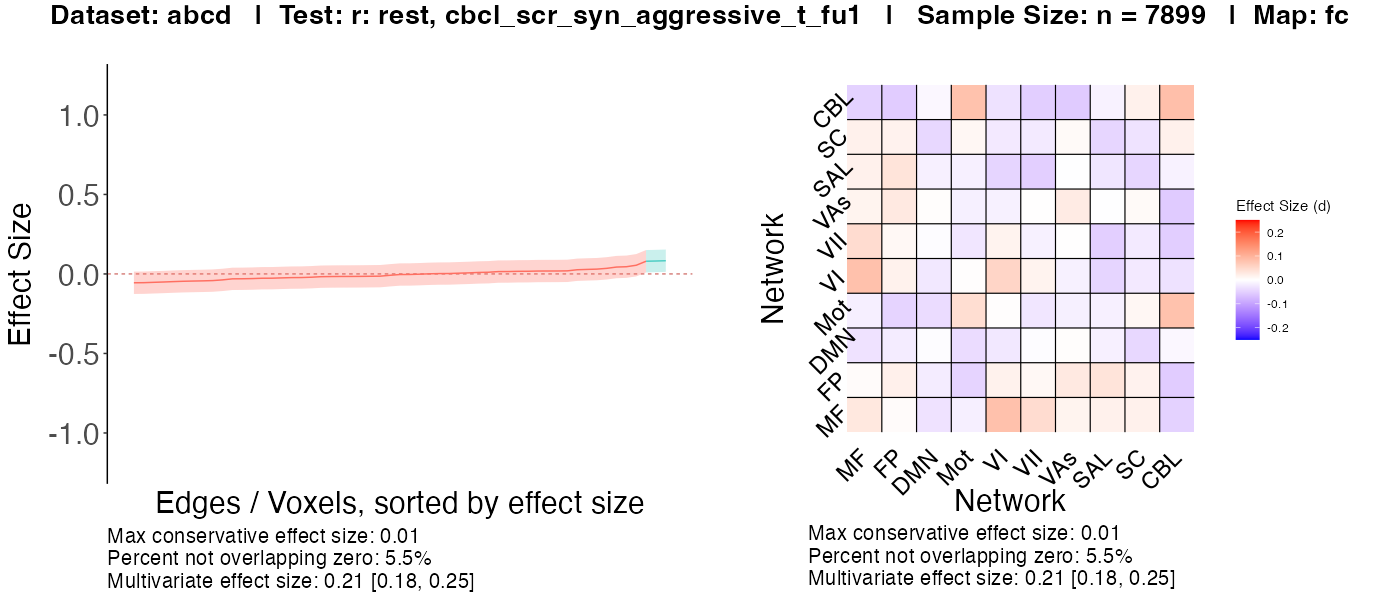 Dataset: abcd | Test: r: rest, cbcl_scr_syn_aggressive_t_fu1 | Sample Size: n = 7899 | Map: fc
Effect Size
1.0
0.5
0.0
-0.5
-1.0
Edges / Voxels, sorted by effect size
Max conservative effect size: 0.01
Percent not overlapping zero: 5.5%
Multivariate effect size: 0.21 [0.18, 0.25]
Network
CBL
SC
SAL
VAs
VII
VI
Mot
DMN
FP
MF
MF FP DMN Mot VI VII VAs SAL SC CBL
Network
Max conservative effect size: 0.01
Percent not overlapping zero: 5.5%
Multivariate effect size: 0.21 [0.18, 0.25]
Effect Size (d)
0.2
0.1
0.0
-0.1
-0.2